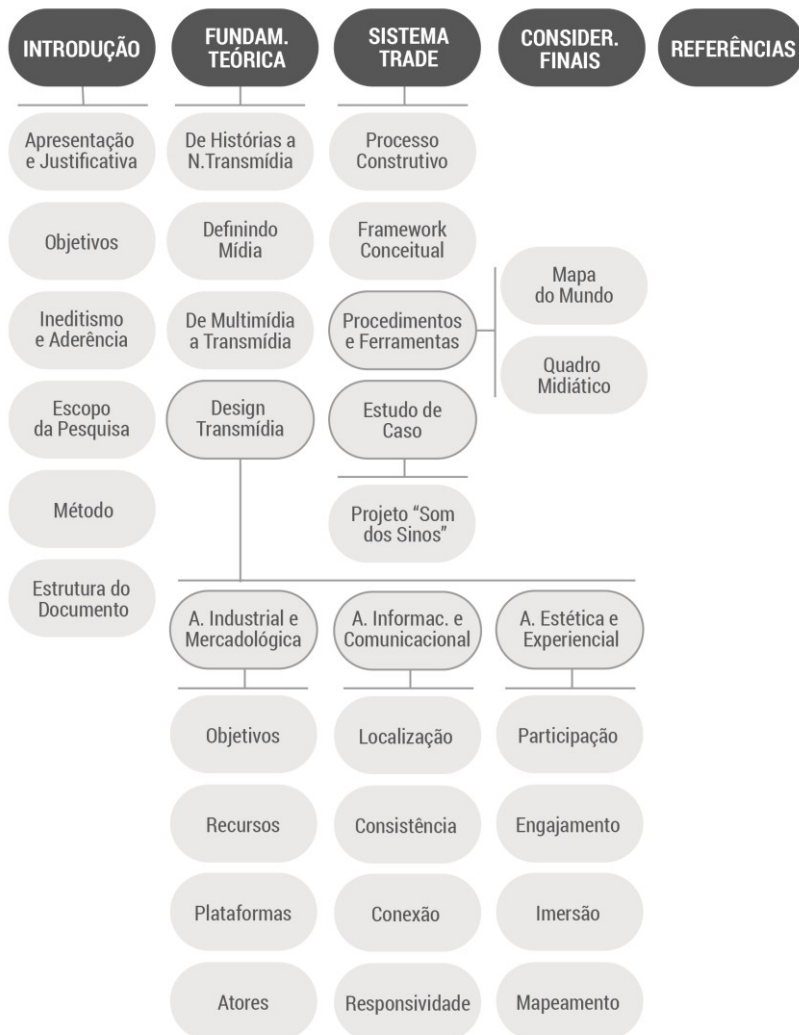 INTRODUÇÃO
FUNDAM.
TEÓRICA
SISTEMA
TRADE
CONSIDER.
FINAIS
REFERÊNCIAS
Apresentação
e Justificativa
Objetivos
Ineditismo
e Aderência
Escopo
da Pesquisa
Método
Estrutura do
Documento
De Histórias a
N.Transmídia
Definindo
Mídia
De Multimídia
a Transmídia
Design
Transmídia
Processo
Construtivo
Framework
Conceitual
Procedimentos
e Ferramentas
Mapa
do Mundo
Quadro
Midiático
Estudo de
Caso
Projeto “Som
dos Sinos”
A. Industrial e
Mercadológica
Objetivos
Recursos
Plataformas
Atores
A. Informac. e
Comunicacional
Localização
Consistência
Conexão
Responsividade
A. Estética e
Experiencial
Participação
Engajamento
Imersão
Mapeamento